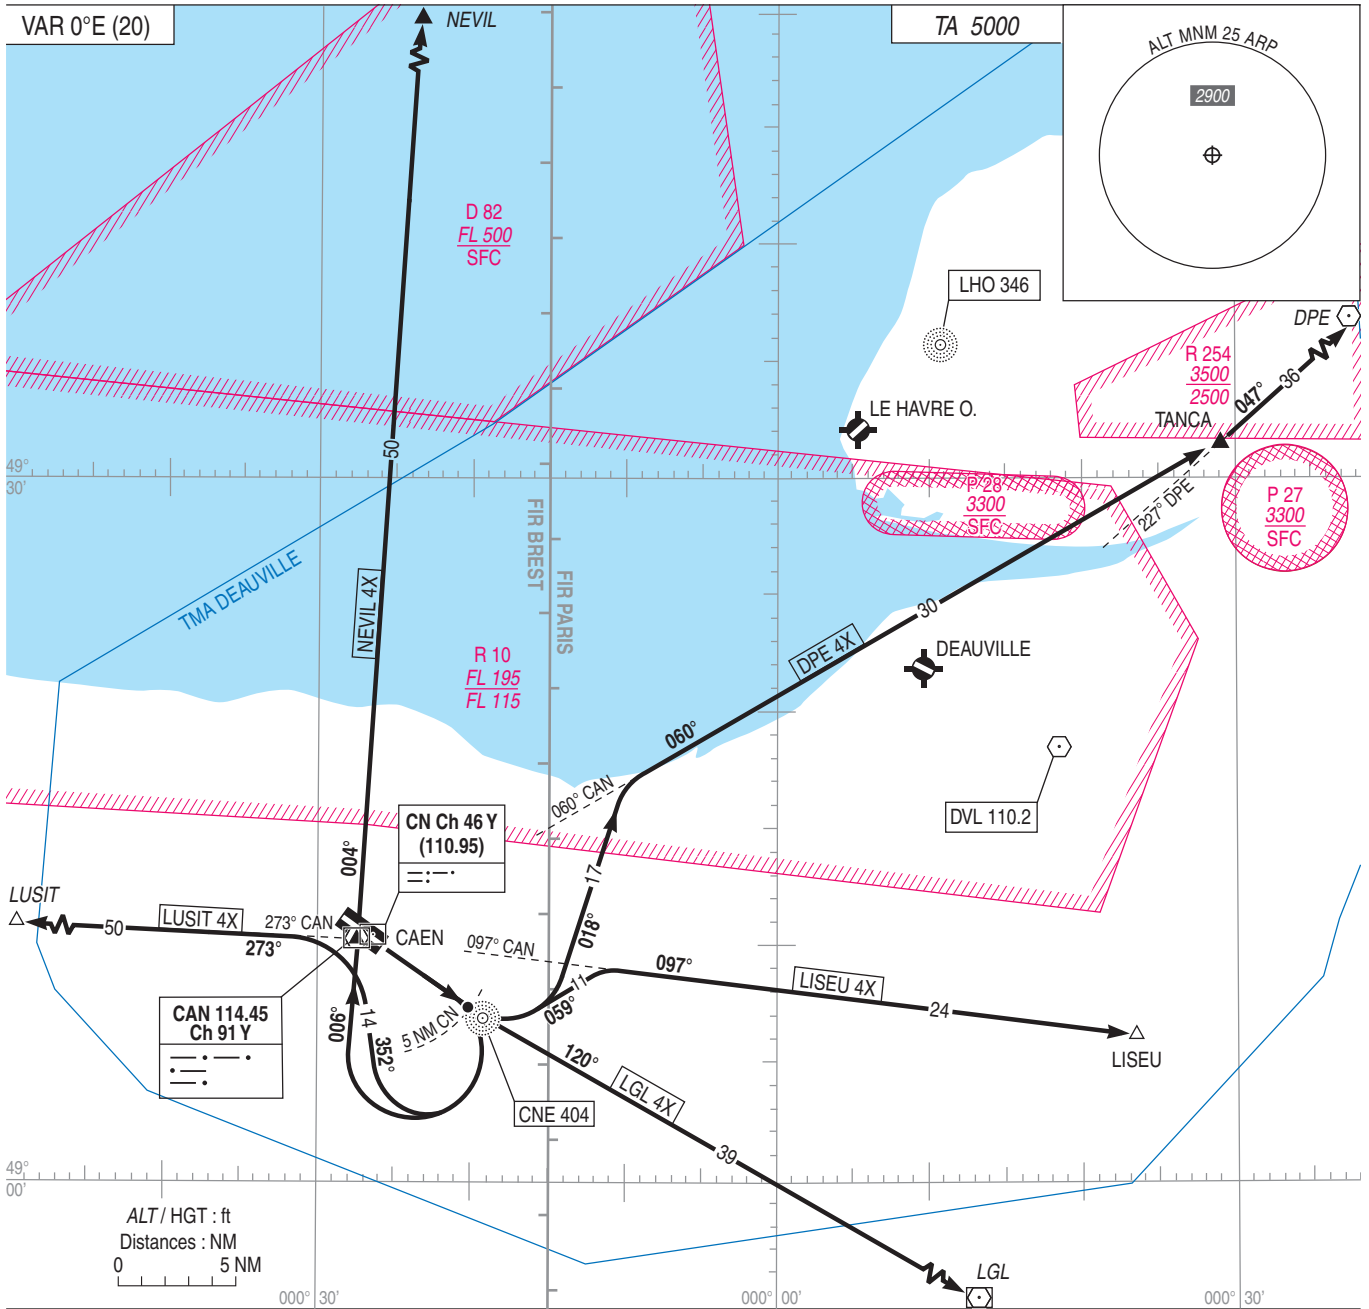 VAR 0°E (20)
NEVIL
TA 5000
ALT MNM 25 ARP
2900
D 82
FL 500
SFC
LHO 346
DPE
R 254
3500
2500
047°
36
TANCA
LE HAVRE O.
50
49°
30'
P 28
3300
SFC
227° DPE
P 27
3300
SFC
FIR BREST
FIR PARIS
TMA DEAUVILLE
NEVIL 4X
30
R 10
FL 195
FL 115
DPE 4X
DEAUVILLE
060°
060° CAN
DVL 110.2
CN Ch 46 Y
(110.95)
004°
17
LUSIT
50
LUSIT 4X
273° CAN
273°
CAEN
097° CAN
018°
097°
11
059°
LISEU 4X
24
LISEU
CAN 114.45
Ch 91 Y
006°
14
352°
5 NM CN
120°
LGL 4X
CNE 404
39
49°
00'
ALT / HGT : ft
Distances : NM
0 5 NM
LGL
000° 30'
000° 00'
000° 30'